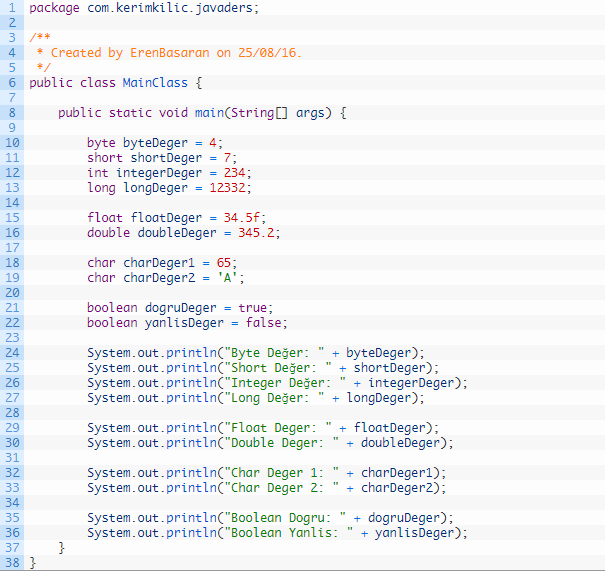 1 package com.kerimkilic.javaders;
2
3 /**
4  * Created by ErenBasaran on 25/08/16.
5  */
6 public class MainClass {
7
8     public static void main(String[] args) {
9
10         byte byteDeger = 4;
11         short shortDeger = 7;
12         int integerDeger = 234;
13         long longDeger = 12332;
14
15         float floatDeger = 34.5f;
16         double doubleDeger = 345.2;
17
18         char charDeger1 = 65;
19         char charDeger2 = 'A';
20
21         boolean dogruDeger = true;
22         boolean yanlisDeger = false;
23
24         System.out.println("Byte Değer: " + byteDeger);
25         System.out.println("Short Değer: " + shortDeger);
26         System.out.println("Integer Değer: " + integerDeger);
27         System.out.println("Long Değer: " + longDeger);
28
29         System.out.println("Float Deger: " + floatDeger);
30         System.out.println("Double Deger: " + doubleDeger);
31
32         System.out.println("Char Deger 1: " + charDeger1);
33         System.out.println("Char Deger 2: " + charDeger2);
34
35         System.out.println("Boolean Dogru: " + dogruDeger);
36         System.out.println("Boolean Yanlis: " + yanlisDeger);
37     }
38 }